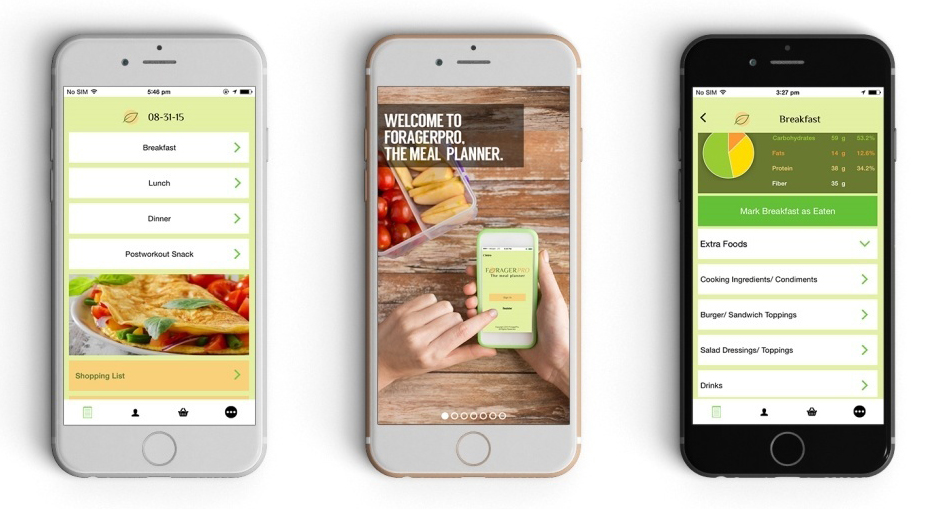 No SIM 5:46 pm
08-31-15
Breakfast
Lunch
Dinner
Postworkout Snack
Shopping List
WELCOME TO
FORAGERPRO.
THE MEAL PLANNER.
FORAGERPRO
The meal planner
Sign In
No SIM 3:27 pm
Breakfast
Carbohydrates 59 g 53.2%
Fats 14 g 12.6%
Protein 38 g 34.2%
Fiber 35 g
Mark Breakfast as Eaten
Extra Foods
Cooking Ingredients/ Condiments
Burger/ Sandwich Toppings
Salad Dressings/ Toppings
Drinks